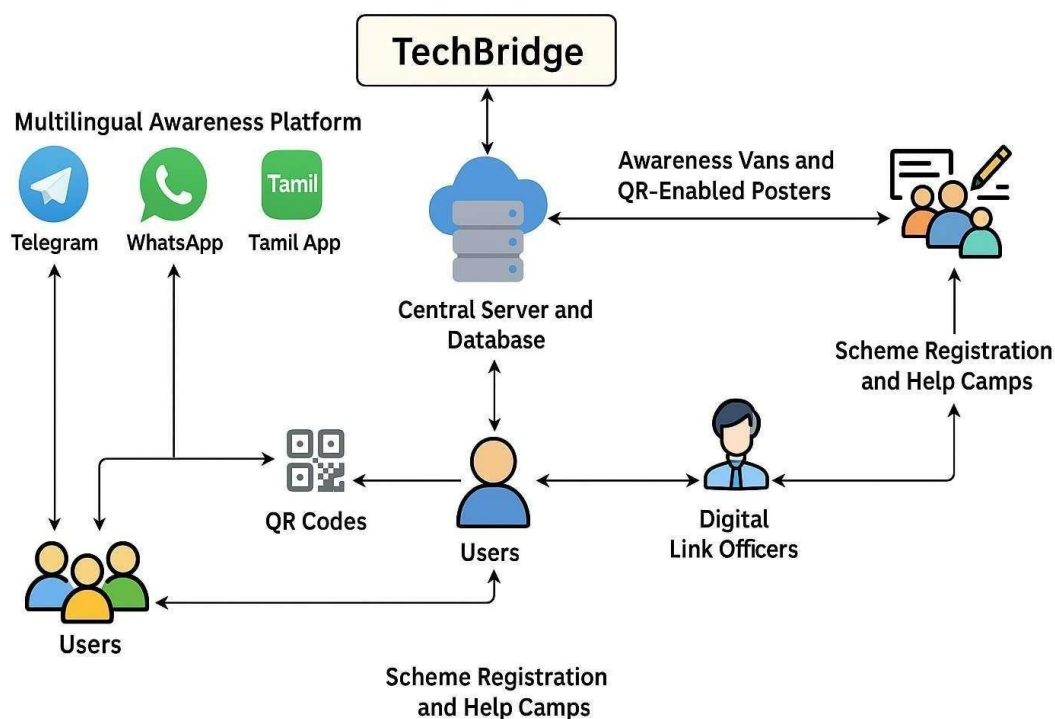 TechBridge
Multilingual Awareness Platform
Tamil
Telegram
WhatsApp
Tamil App
Awareness Vans and
QR-Enabled Posters
Central Server and
Database
Scheme Registration
and Help Camps
QR Codes
Users
Digital
Link Officers
Users
Scheme Registration
and Help Camps